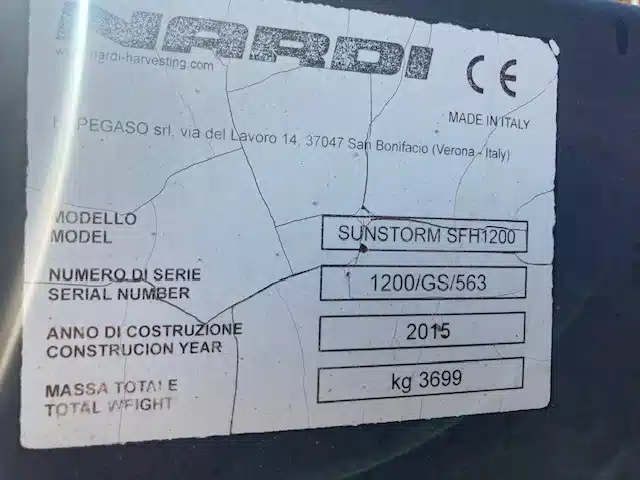 NARDI
www.nardi-harvesting.com
CE
MADE IN ITALY
PEGASO srl, via del Lavoro 14, 37047 San Bonifacio (Verona - Italy)
MODELLO
MODEL
SUNSTORM SFH1200
NUMERO DI SERIE
SERIAL NUMBER
1200/GS/563
ANNO DI COSTRUZIONE
CONSTRUCION YEAR
2015
MASSA TOTALE
TOTAL WEIGHT
kg 3699